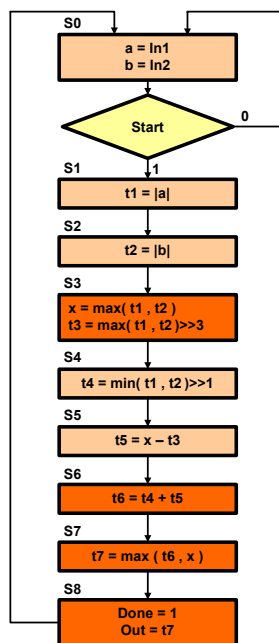 S0
a = In1
b = In2
Start
0
1
S1
t1 = |a|
S2
t2 = |b|
S3
x = max( t1 , t2 )
t3 = max( t1 , t2 )>>3
S4
t4 = min( t1 , t2 )>>1
S5
t5 = x – t3
S6
t6 = t4 + t5
S7
t7 = max ( t6 , x )
S8
Done = 1
Out = t7